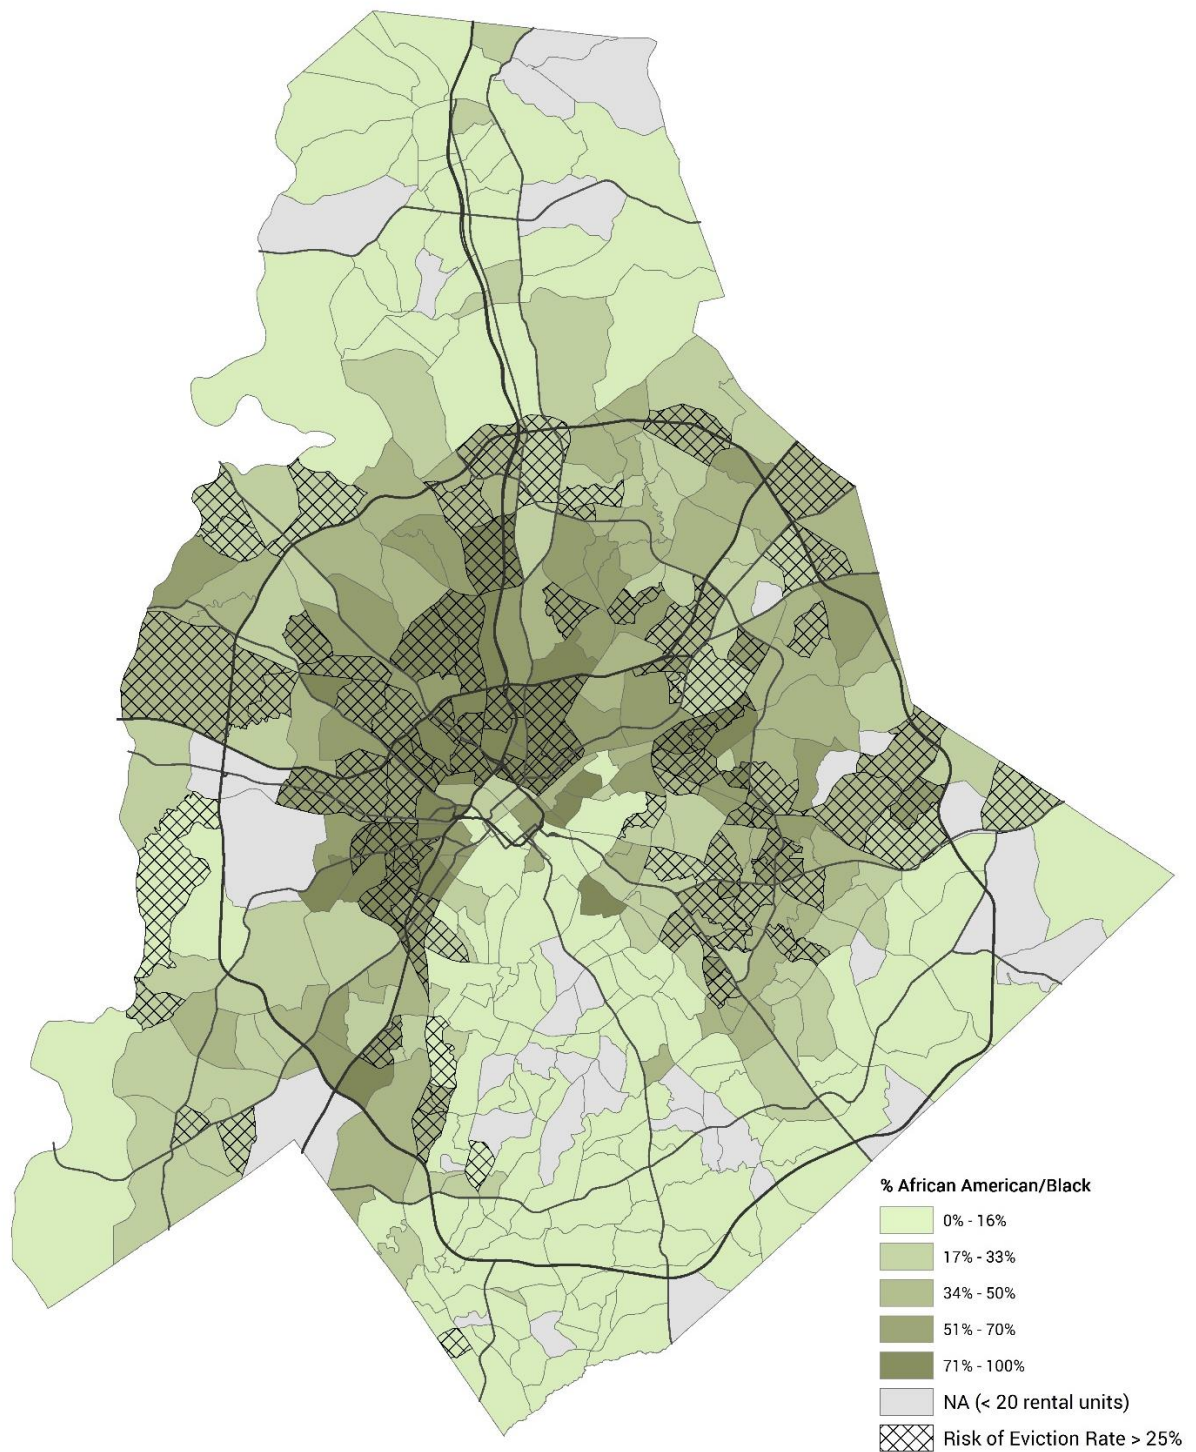 % African American/Black
0% - 16%
17% - 33%
34% - 50%
51% - 70%
71% - 100%
NA (< 20 rental units)
Risk of Eviction Rate > 25%